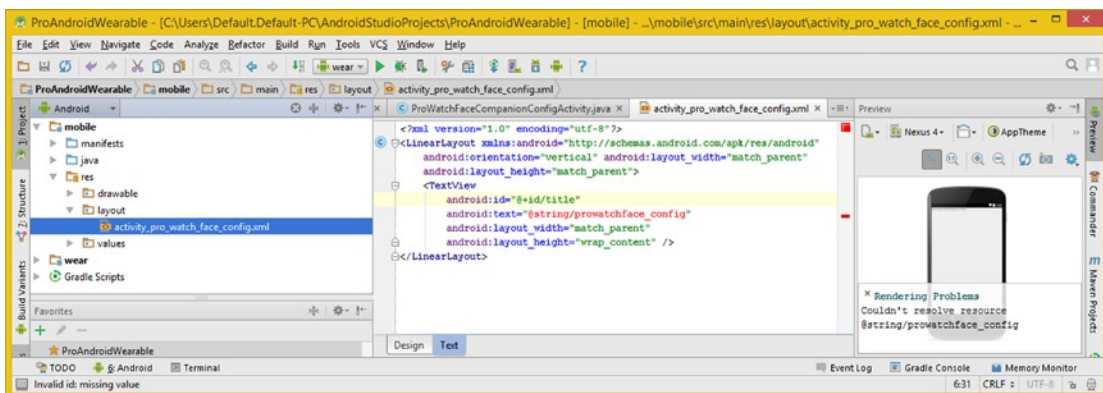 ProAndroidWearable - [C:\Users\Default.Default-PC\AndroidStudioProjects\ProAndroidWearable] - [mobile] - ...\mobile\src\main\res\layout\activity_pro_watch_face_config.xml - ...
File Edit View Navigate Code Analyze Refactor Build Run Tools VCS Window Help
wear
ProAndroidWearable mobile src main res layout activity_pro_watch_face_config.xml
Android
ProWatchFaceCompanionConfigActivity.java
activity_pro_watch_face_config.xml
Preview
1: Project
2: Structure
Build Variants
mobile
manifests
java
res
drawable
layout
activity_pro_watch_face_config.xml
values
wear
Gradle Scripts
Favorites
ProAndroidWearable
<?xml version="1.0" encoding="utf-8"?>
<LinearLayout xmlns:android="http://schemas.android.com/apk/res/android"
android:orientation="vertical" android:layout_width="match_parent"
android:layout_height="match_parent">
<TextView
android:id="@+id/title"
android:text="@string/prowatchface_config"
android:layout_width="match_parent"
android:layout_height="wrap_content" />
</LinearLayout>
Design Text
Nexus 4
AppTheme
Rendering Problems
Couldn't resolve resource
@string/prowatchface_config
Preview
Commander
Maven Projects
TODO 6: Android Terminal Event Log Gradle Console Memory Monitor
Invalid id: missing value 6:31 CRLF UTF-8